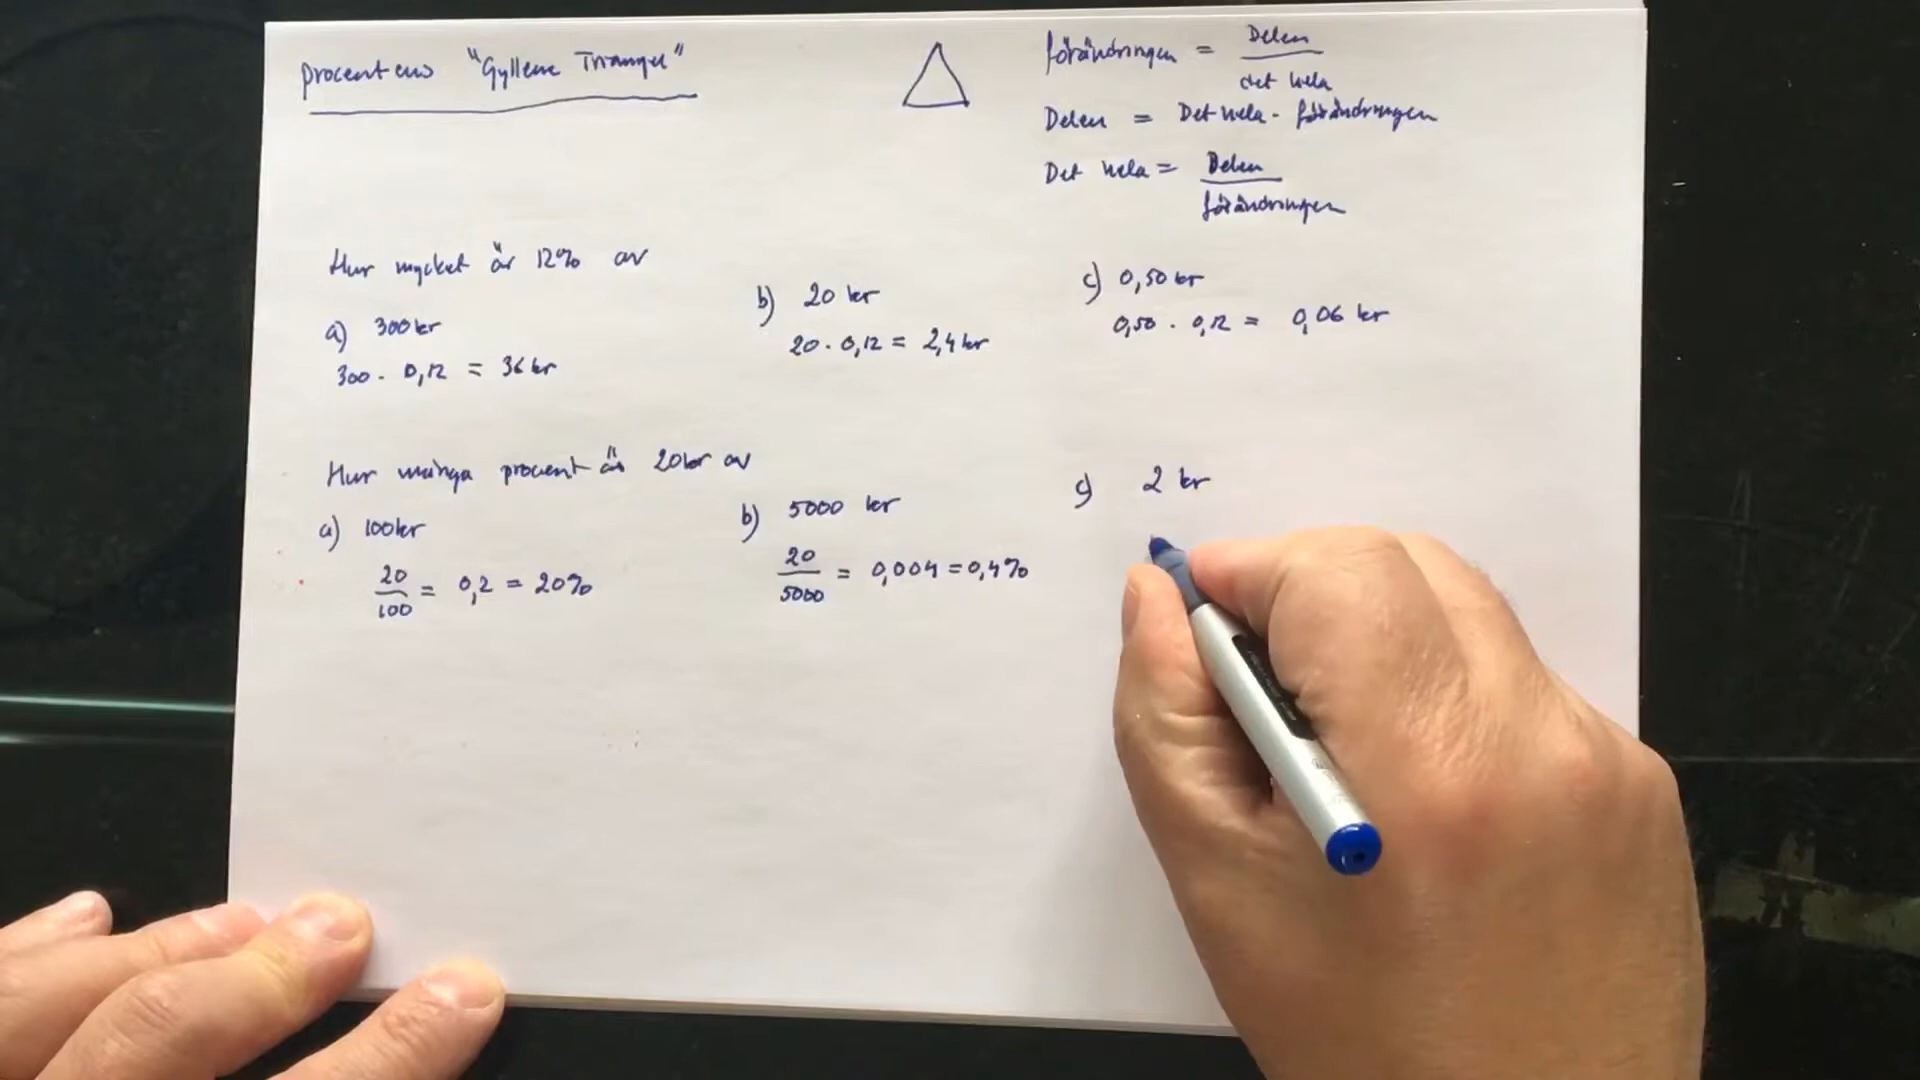 procentens "Gyllene Triangel"
förändringen = Delen / det hela
Delen = Det hela · förändringen
Det hela = Delen / förändringen
Hur mycket är 12% av
a) 300 kr
300 · 0,12 = 36 kr
b) 20 kr
20 · 0,12 = 2,4 kr
c) 0,50 kr
0,50 · 0,12 = 0,06 kr
Hur många procent är 20 kr av
a) 100 kr
20 / 100 = 0,2 = 20%
b) 5000 kr
20 / 5000 = 0,004 = 0,4%
c) 2 kr